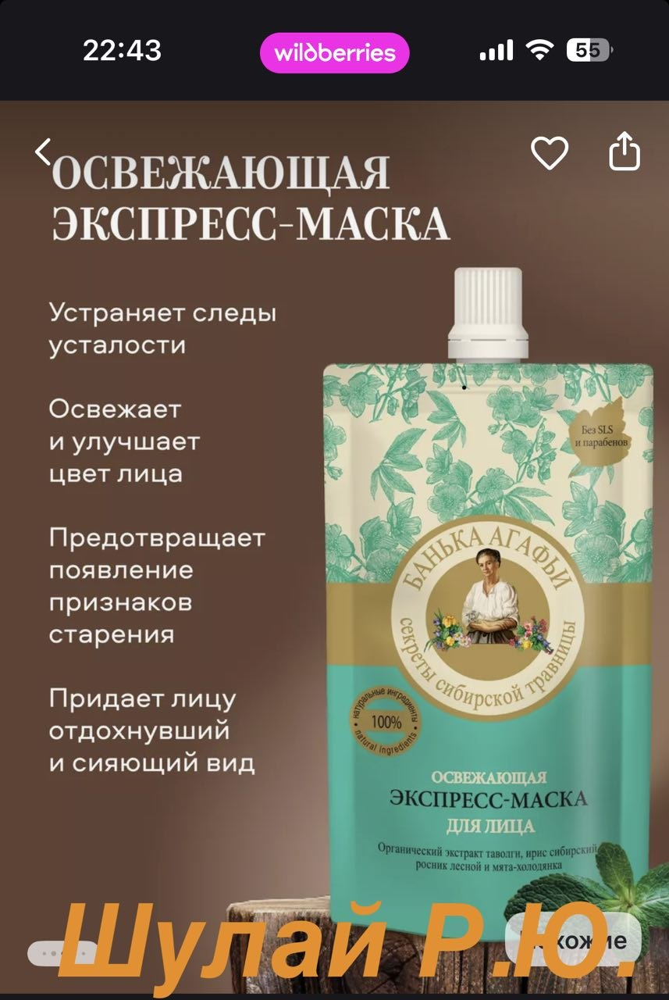 22:43
wildberries
55
ОСВЕЖАЮЩАЯ
ЭКСПРЕСС-МАСКА
Устраняет следы
усталости
Освежает
и улучшает
цвет лица
Предотвращает
появление
признаков
старения
Придает лицу
отдохнувший
и сияющий вид
Без SLS
и парабенов
БАНЬКА АГАФЬИ
секреты сибирской травницы
натуральные ингредиенты
100%
natural ingredients
ОСВЕЖАЮЩАЯ
ЭКСПРЕСС-МАСКА
ДЛЯ ЛИЦА
Органический экстракт таволги, ирис сибирский,
росник лесной и мята-холодянка
Шулай Р.Ю.